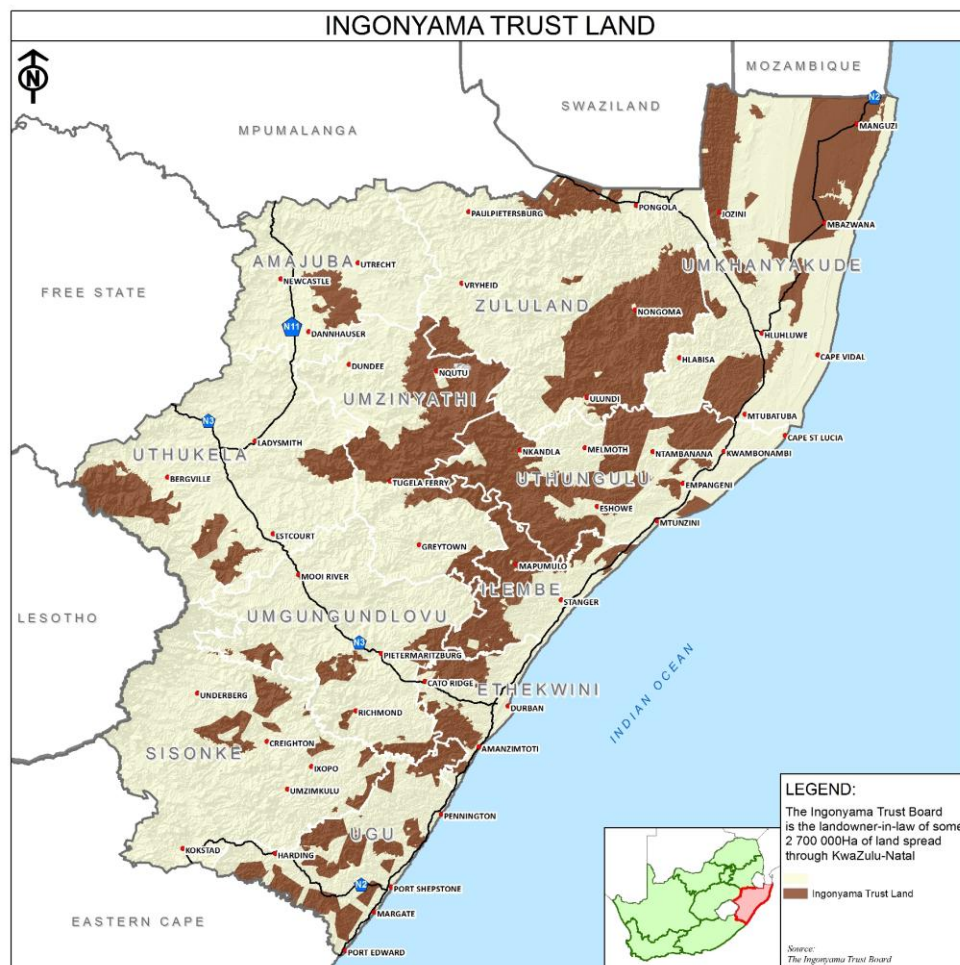 INGONYAMA TRUST LAND
N
MOZAMBIQUE
SWAZILAND
N2
MPUMALANGA
MANGUZI
PONGOLA
PAULPIETERSBURG
JOZINI
MBAZWANA
AMAJUBA
UTRECHT
UMKHANYAKUDE
NEWCASTLE
VRYHEID
FREE STATE
ZULULAND
NONGOMA
N11
DANNHAUSER
HLUHLUWE
DUNDEE
HLABISA
CAPE VIDAL
NQUTU
UMZINYATHI
ULUNDI
N3
MTUBATUBA
LADYSMITH
CAPE ST LUCIA
UTHUKELA
NKANDLA
MELMOTH
NTAMBANANA
KWAMBONAMBI
BERGVILLE
TUGELA FERRY
UTHUNGULU
EMPANGENI
ESHOWE
MTUNZINI
ESTCOURT
GREYTOWN
MOOI RIVER
MAPUMULO
ILEMBE
STANGER
LESOTHO
UMGUNGUNDLOVU
N3
PIETERMARITZBURG
CATO RIDGE
UNDERBERG
ETHEKWINI
DURBAN
INDIAN OCEAN
RICHMOND
CREIGHTON
AMANZIMTOTI
SISONKE
IXOPO
UMZIMKULU
PENNINGTON
UGU
KOKSTAD
HARDING
N2
PORT SHEPSTONE
MARGATE
EASTERN CAPE
PORT EDWARD
LEGEND:
The Ingonyama Trust Board
is the landowner-in-law of some
2 700 000Ha of land spread
through KwaZulu-Natal
Ingonyama Trust Land
Source:
The Ingonyama Trust Board